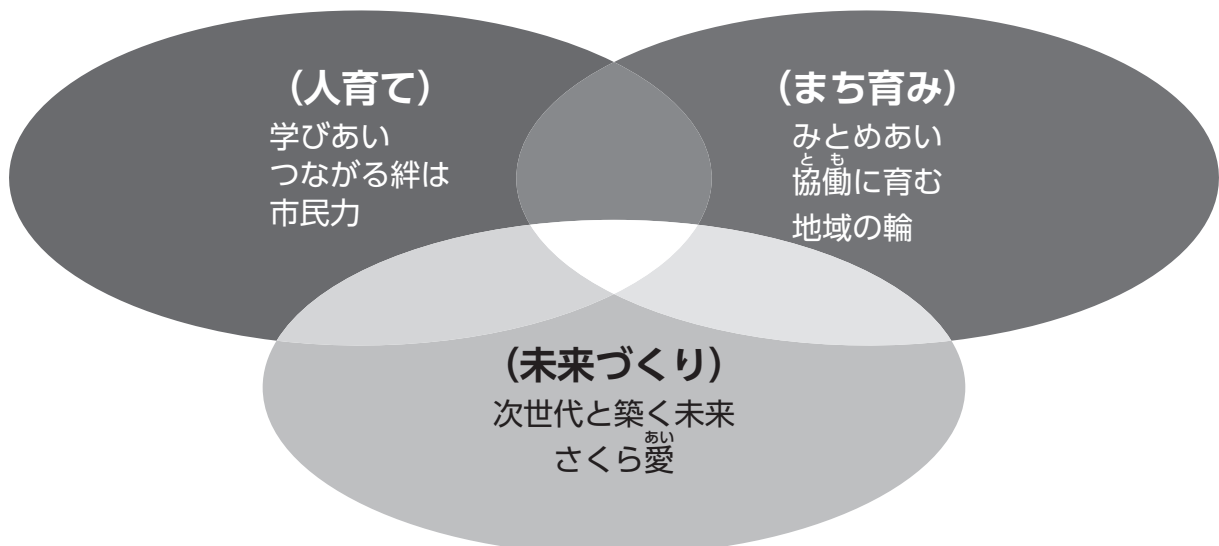 （人育て）
学びあい
つながる絆は
市民力
（まち育み）
みとめあい
とも
協働に育む
地域の輪
（未来づくり）
次世代と築く未来
あい
さくら愛